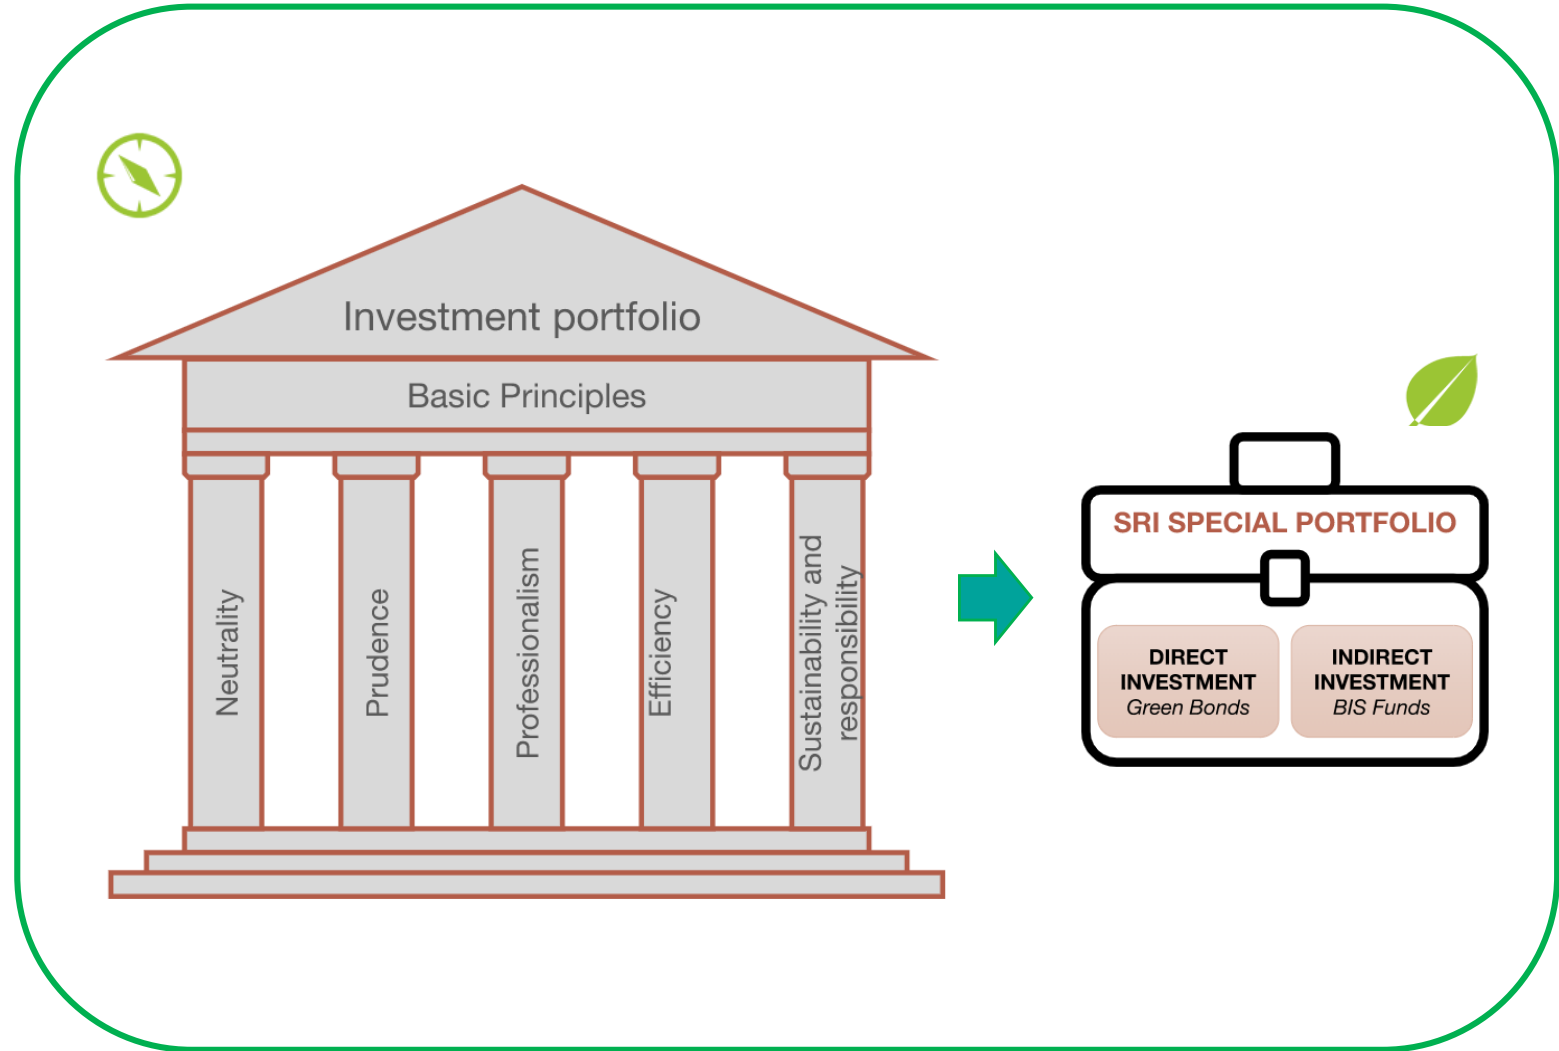 Investment portfolio
Basic Principles
Neutrality
Prudence
Professionalism
Efficiency
Sustainability and
responsibility
SRI SPECIAL PORTFOLIO
DIRECT
INVESTMENT
Green Bonds
INDIRECT
INVESTMENT
BIS Funds